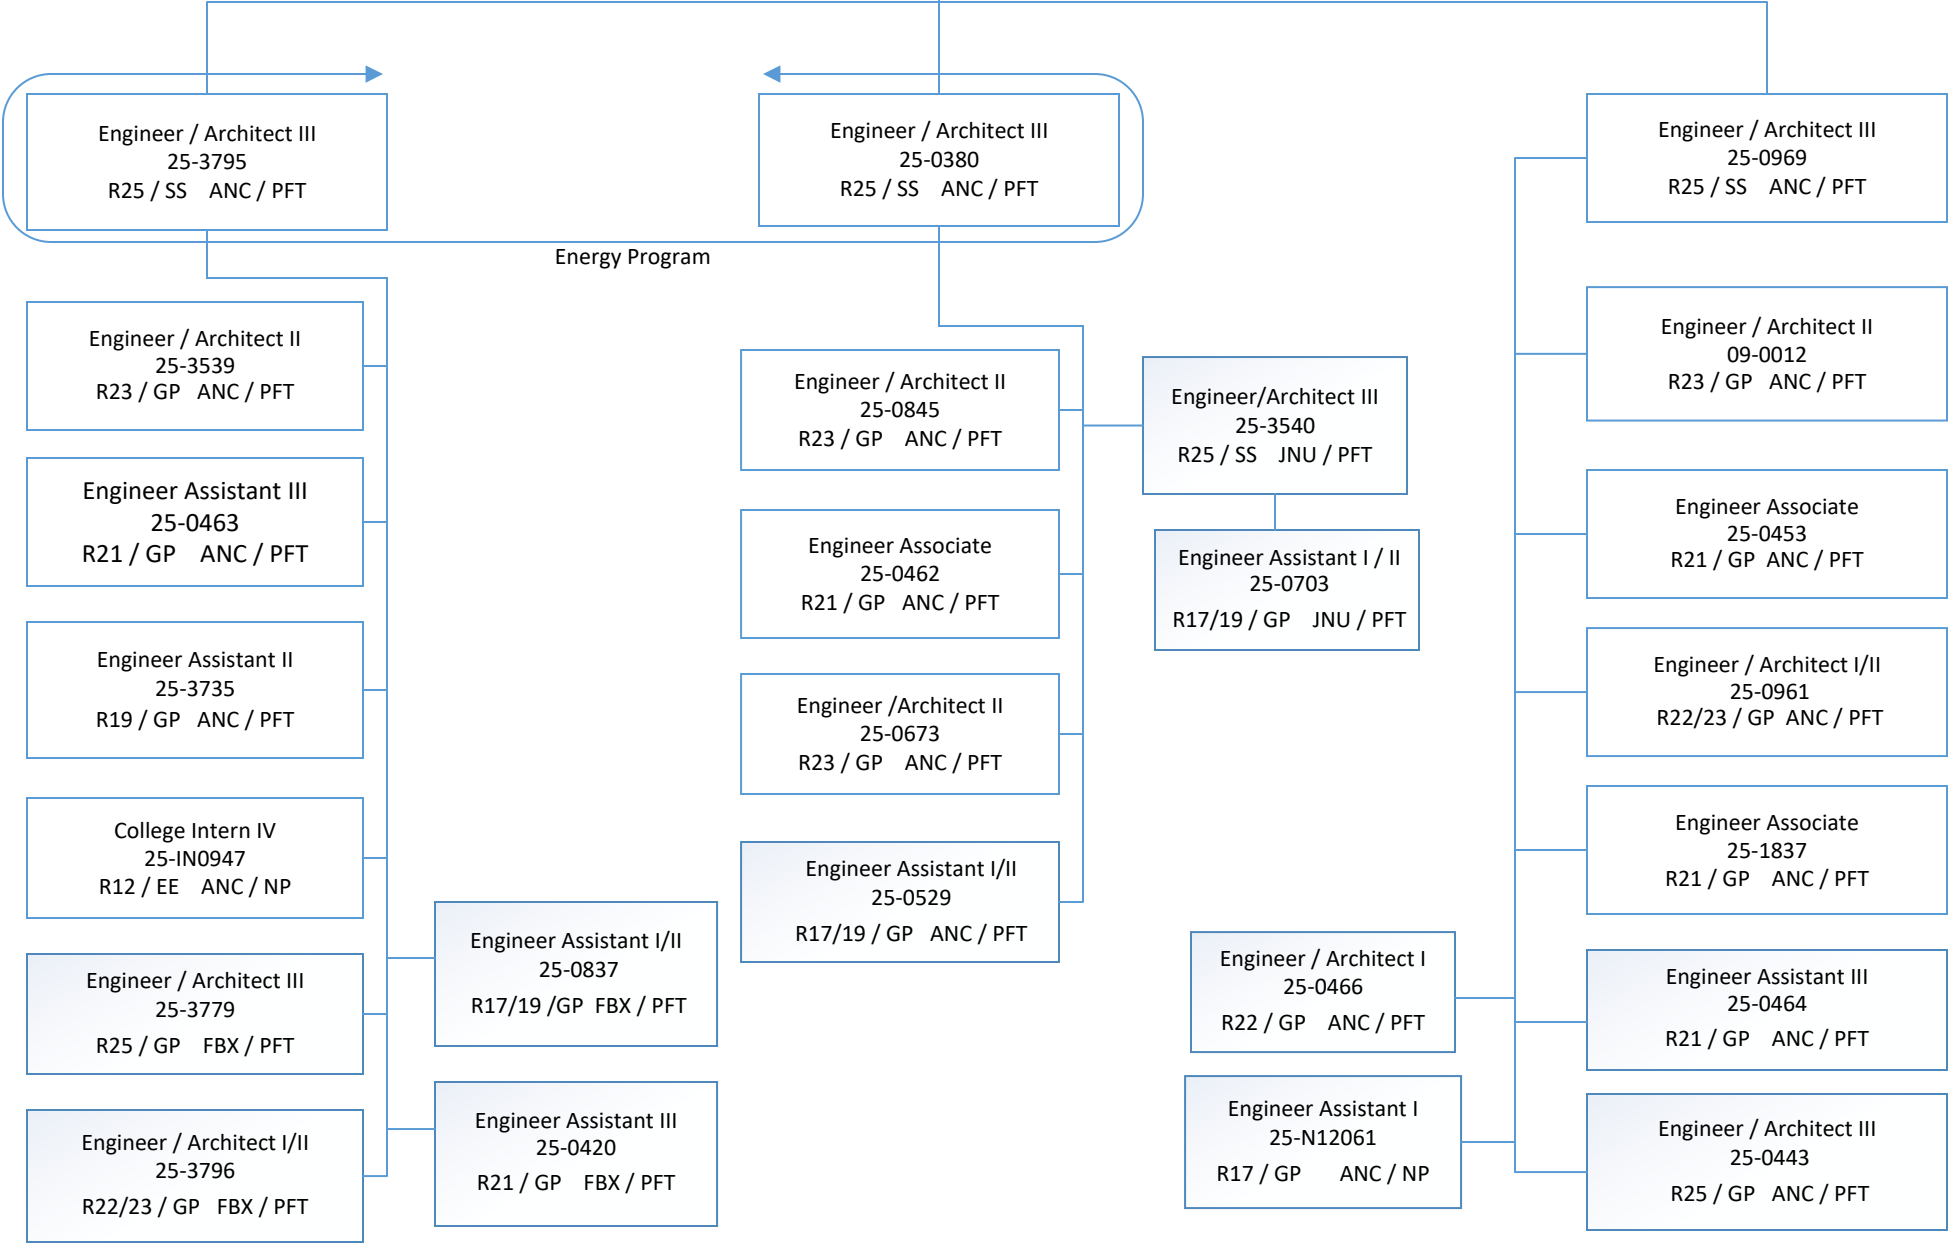 Engineer / Architect III
25-3795
R25 / SS ANC / PFT
Engineer / Architect III
25-0380
R25 / SS ANC / PFT
Engineer / Architect III
25-0969
R25 / SS ANC / PFT
Energy Program
Engineer / Architect II
25-3539
R23 / GP ANC / PFT
Engineer Assistant III
25-0463
R21 / GP ANC / PFT
Engineer Assistant II
25-3735
R19 / GP ANC / PFT
College Intern IV
25-IN0947
R12 / EE ANC / NP
Engineer / Architect III
25-3779
R25 / GP FBX / PFT
Engineer / Architect I/II
25-3796
R22/23 / GP FBX / PFT
Engineer Assistant I/II
25-0837
R17/19 /GP FBX / PFT
Engineer Assistant III
25-0420
R21 / GP FBX / PFT
Engineer / Architect II
25-0845
R23 / GP ANC / PFT
Engineer Associate
25-0462
R21 / GP ANC / PFT
Engineer /Architect II
25-0673
R23 / GP ANC / PFT
Engineer Assistant I/II
25-0529
R17/19 / GP ANC / PFT
Engineer/Architect III
25-3540
R25 / SS JNU / PFT
Engineer Assistant I / II
25-0703
R17/19 / GP JNU / PFT
Engineer / Architect II
09-0012
R23 / GP ANC / PFT
Engineer Associate
25-0453
R21 / GP ANC / PFT
Engineer / Architect I/II
25-0961
R22/23 / GP ANC / PFT
Engineer Associate
25-1837
R21 / GP ANC / PFT
Engineer / Architect I
25-0466
R22 / GP ANC / PFT
Engineer Assistant III
25-0464
R21 / GP ANC / PFT
Engineer Assistant I
25-N12061
R17 / GP ANC / NP
Engineer / Architect III
25-0443
R25 / GP ANC / PFT